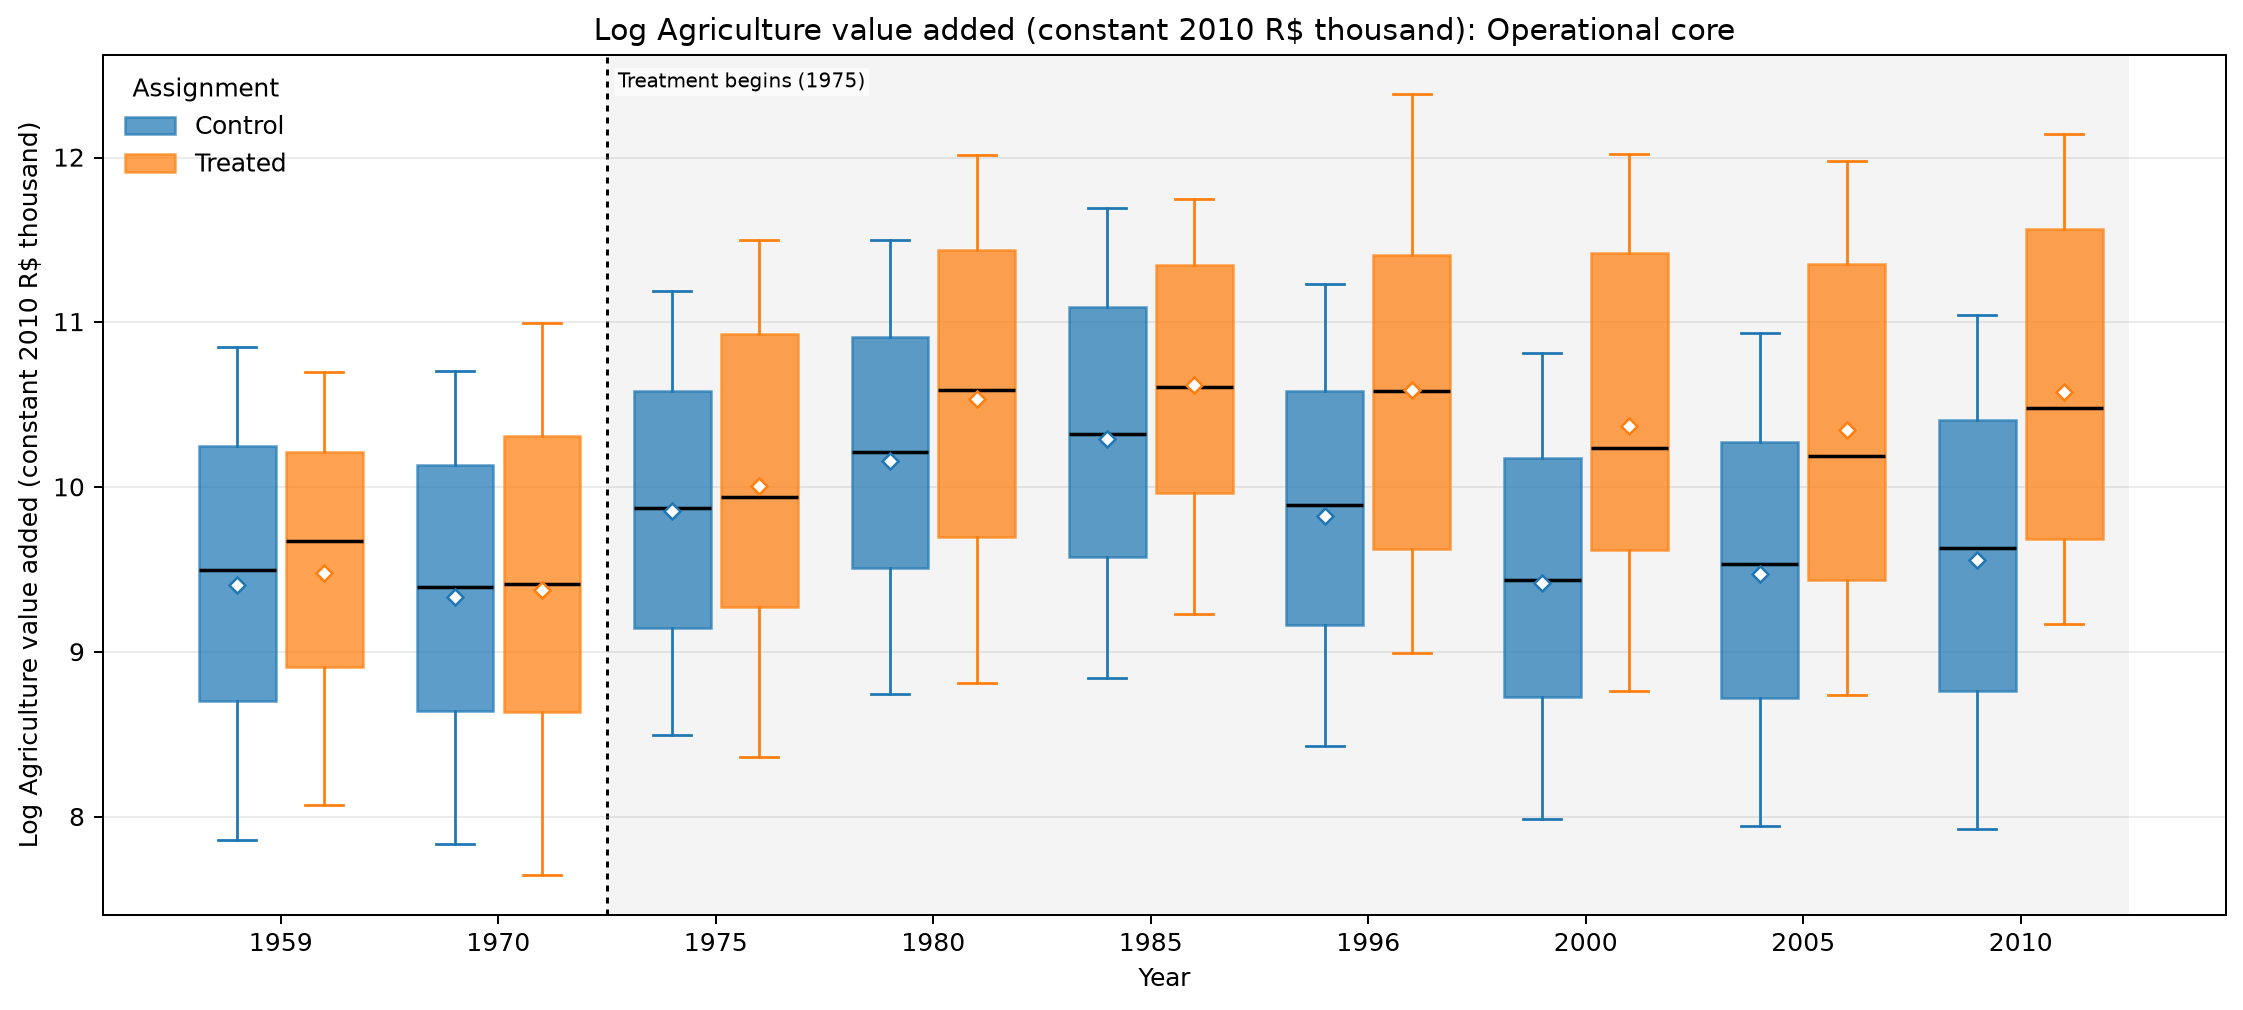 Log Agriculture value added (constant 2010 R$ thousand): Operational core
Log Agriculture value added (constant 2010 R$ thousand)
Assignment
Control
Treated
Treatment begins (1975)
12
11
10
9
8
1959 1970 1975 1980 1985 1996 2000 2005 2010
Year